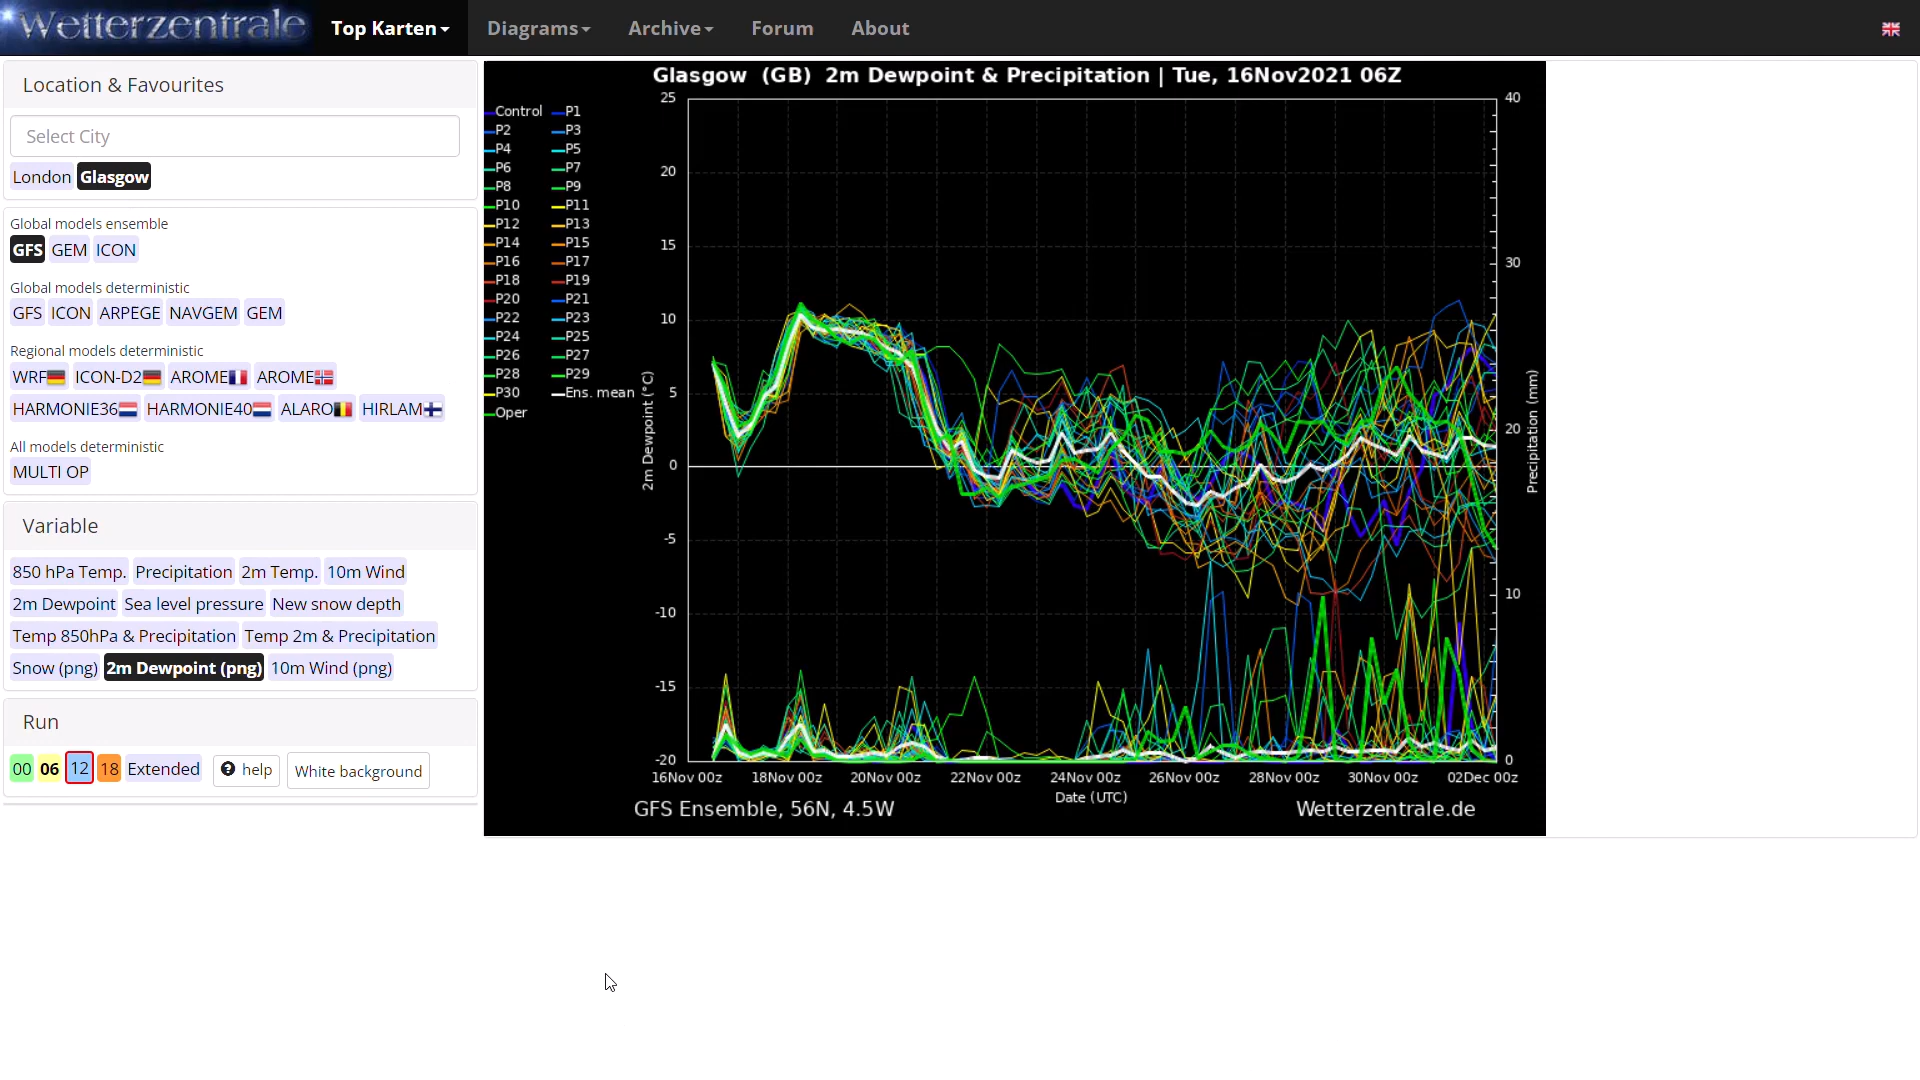 Wetterzentrale Top Karten Diagrams Archive Forum About
Location & Favourites
Select City
London Glasgow
Global models ensemble
GFS GEM ICON
Global models deterministic
GFS ICON ARPEGE NAVGEM GEM
Regional models deterministic
WRF ICON-D2 AROME AROME
HARMONIE36 HARMONIE40 ALARO HIRLAM
All models deterministic
MULTI OP
Variable
850 hPa Temp. Precipitation 2m Temp. 10m Wind
2m Dewpoint Sea level pressure New snow depth
Temp 850hPa & Precipitation Temp 2m & Precipitation
Snow (png) 2m Dewpoint (png) 10m Wind (png)
Run
00 06 12 18 Extended help White background
Glasgow (GB) 2m Dewpoint & Precipitation | Tue, 16Nov2021 06Z
Control P1
P2 P3
P4 P5
P6 P7
P8 P9
P10 P11
P12 P13
P14 P15
P16 P17
P18 P19
P20 P21
P22 P23
P24 P25
P26 P27
P28 P29
P30 Ens. mean
Oper
2m Dewpoint (°C)
25
20
15
10
5
0
-5
-10
-15
-20
40
30
20
10
0
Precipitation (mm)
16Nov 00z 18Nov 00z 20Nov 00z 22Nov 00z 24Nov 00z 26Nov 00z 28Nov 00z 30Nov 00z 02Dec 00z
Date (UTC)
GFS Ensemble, 56N, 4.5W Wetterzentrale.de